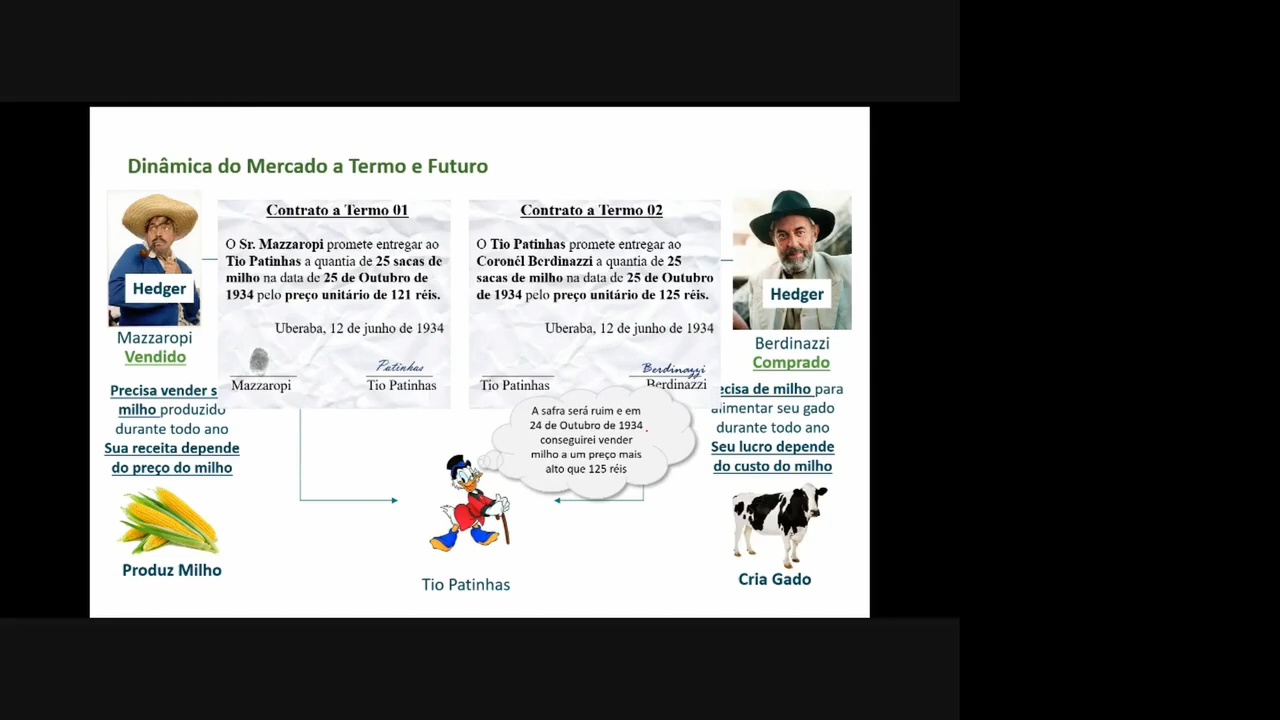 Dinâmica do Mercado a Termo e Futuro
Hedger
Mazzaropi
Vendido
Precisa vender s
milho produzido
durante todo ano
Sua receita depende
do preço do milho
Produz Milho
Contrato a Termo 01
O Sr. Mazzaropi promete entregar ao
Tio Patinhas a quantia de 25 sacas de
milho na data de 25 de Outubro de
1934 pelo preço unitário de 121 réis.
Uberaba, 12 de junho de 1934
Patinhas
Mazzaropi Tio Patinhas
Contrato a Termo 02
O Tio Patinhas promete entregar ao
Coronél Berdinazzi a quantia de 25
sacas de milho na data de 25 de Outubro
de 1934 pelo preço unitário de 125 réis.
Uberaba, 12 de junho de 1934
Berdinazzi
Tio Patinhas Berdinazzi
A safra será ruim e em
24 de Outubro de 1934
conseguirei vender
milho a um preço mais
alto que 125 réis
Tio Patinhas
Hedger
Berdinazzi
Comprado
ecisa de milho para
alimentar seu gado
durante todo ano
Seu lucro depende
do custo do milho
Cria Gado